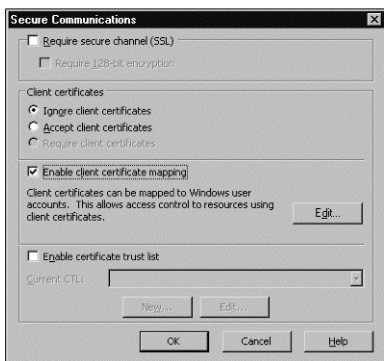 Secure Communications
Require secure channel (SSL)
Require 128-bit encryption
Client certificates
Ignore client certificates
Accept client certificates
Require client certificates
Enable client certificate mapping
Client certificates can be mapped to Windows user
accounts. This allows access control to resources using
client certificates.
Edit...
Enable certificate trust list
Current CTL:
New...
Edit...
OK
Cancel
Help